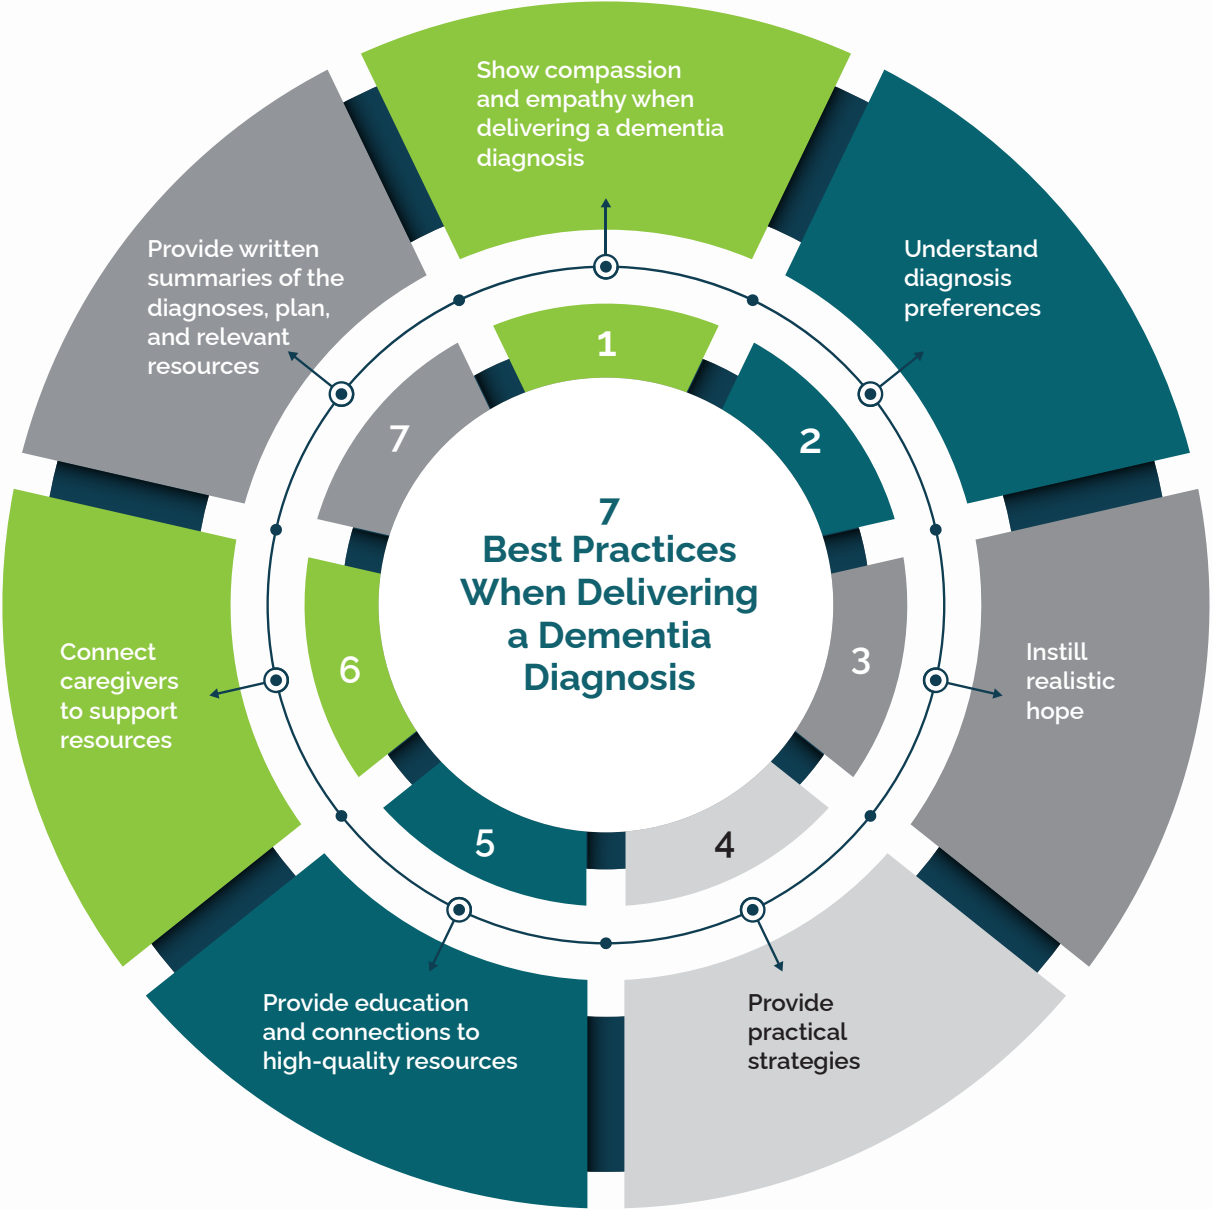 7
Best Practices
When Delivering
a Dementia
Diagnosis
1
Show compassion
and empathy when
delivering a dementia
diagnosis
2
Understand
diagnosis
preferences
3
Instill
realistic
hope
4
Provide
practical
strategies
5
Provide education
and connections to
high-quality resources
6
Connect
caregivers
to support
resources
7
Provide written
summaries of the
diagnoses, plan,
and relevant
resources